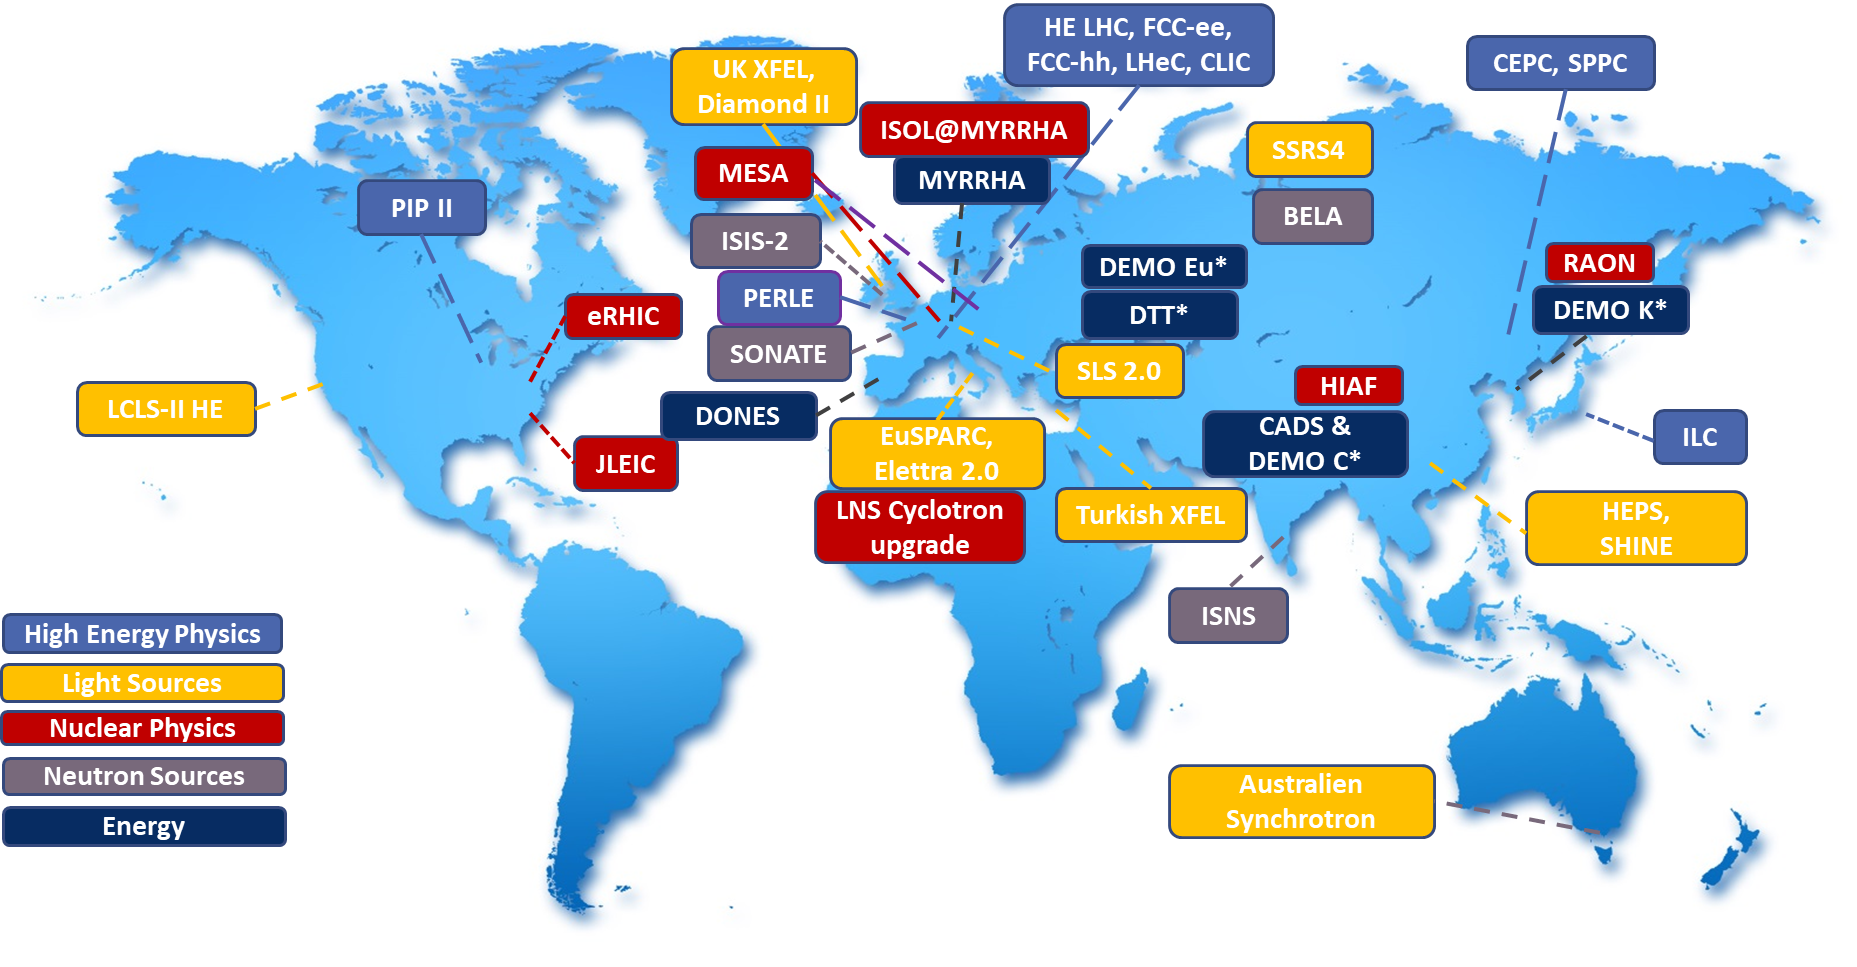 HE LHC, FCC-ee,
FCC-hh, LHeC, CLIC
CEPC, SPPC
UK XFEL,
Diamond II
ISOL@MYRRHA
MYRRHA
SSRS4
BELA
MESA
PIP II
ISIS-2
RAON
DEMO K*
DEMO Eu*
DTT*
PERLE
eRHIC
SONATE
SLS 2.0
HIAF
LCLS-II HE
DONES
CADS &
DEMO C*
ILC
EuSPARC,
Elettra 2.0
JLEIC
LNS Cyclotron
upgrade
Turkish XFEL
HEPS,
SHINE
ISNS
High Energy Physics
Light Sources
Nuclear Physics
Neutron Sources
Energy
Australien
Synchrotron